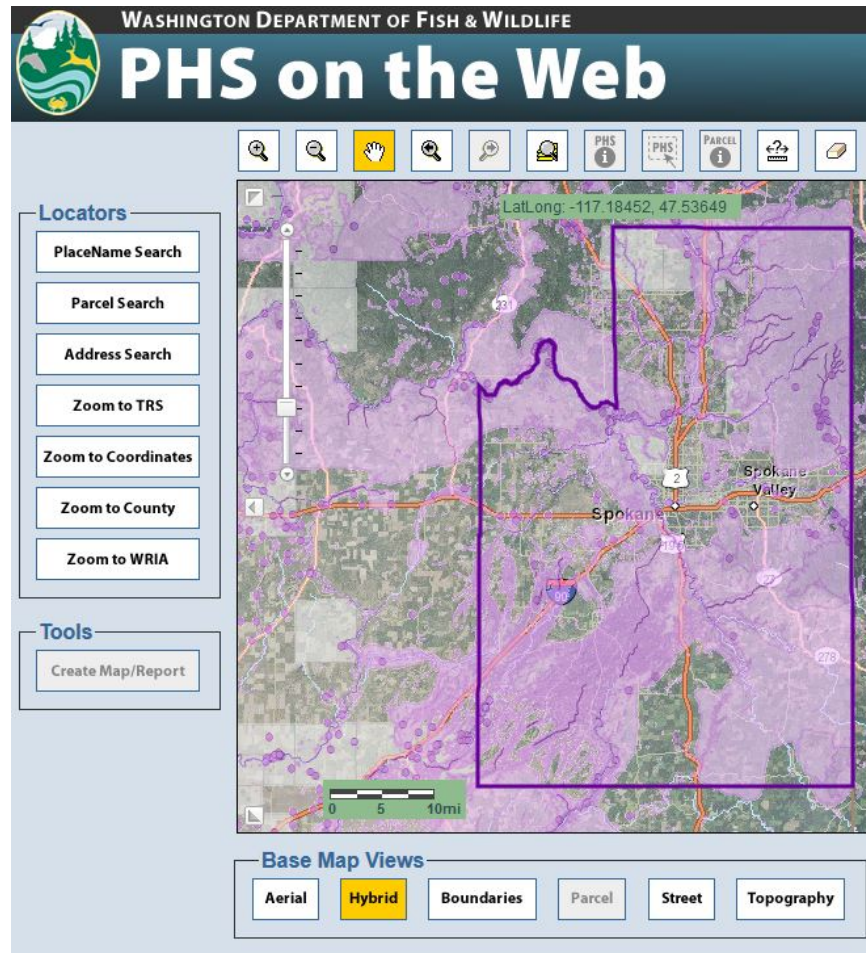 WASHINGTON DEPARTMENT OF FISH & WILDLIFE
PHS on the Web
PHS
PHS
PARCEL
Locators
PlaceName Search
Parcel Search
Address Search
Zoom to TRS
Zoom to Coordinates
Zoom to County
Zoom to WRIA
Tools
Create Map/Report
LatLong: -117.18452, 47.53649
231
2
Spokane
Valley
Spokane
195
90
27
278
0 5 10mi
Base Map Views
Aerial
Hybrid
Boundaries
Parcel
Street
Topography